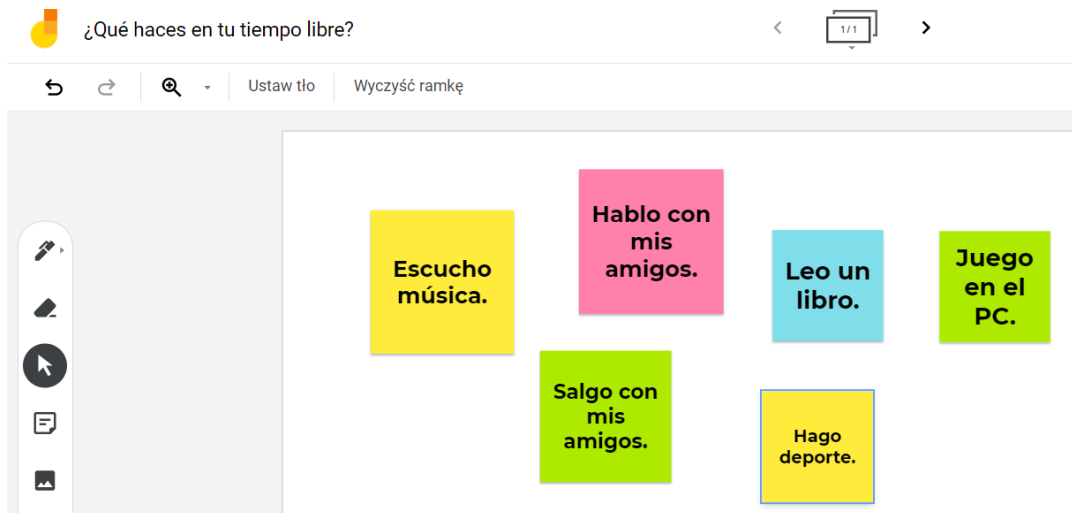 ¿Qué haces en tu tiempo libre?
1/1
Ustaw tło
Wyczyść ramkę
Escucho
música.
Hablo con
mis
amigos.
Leo un
libro.
Juego
en el
PC.
Salgo con
mis
amigos.
Hago
deporte.